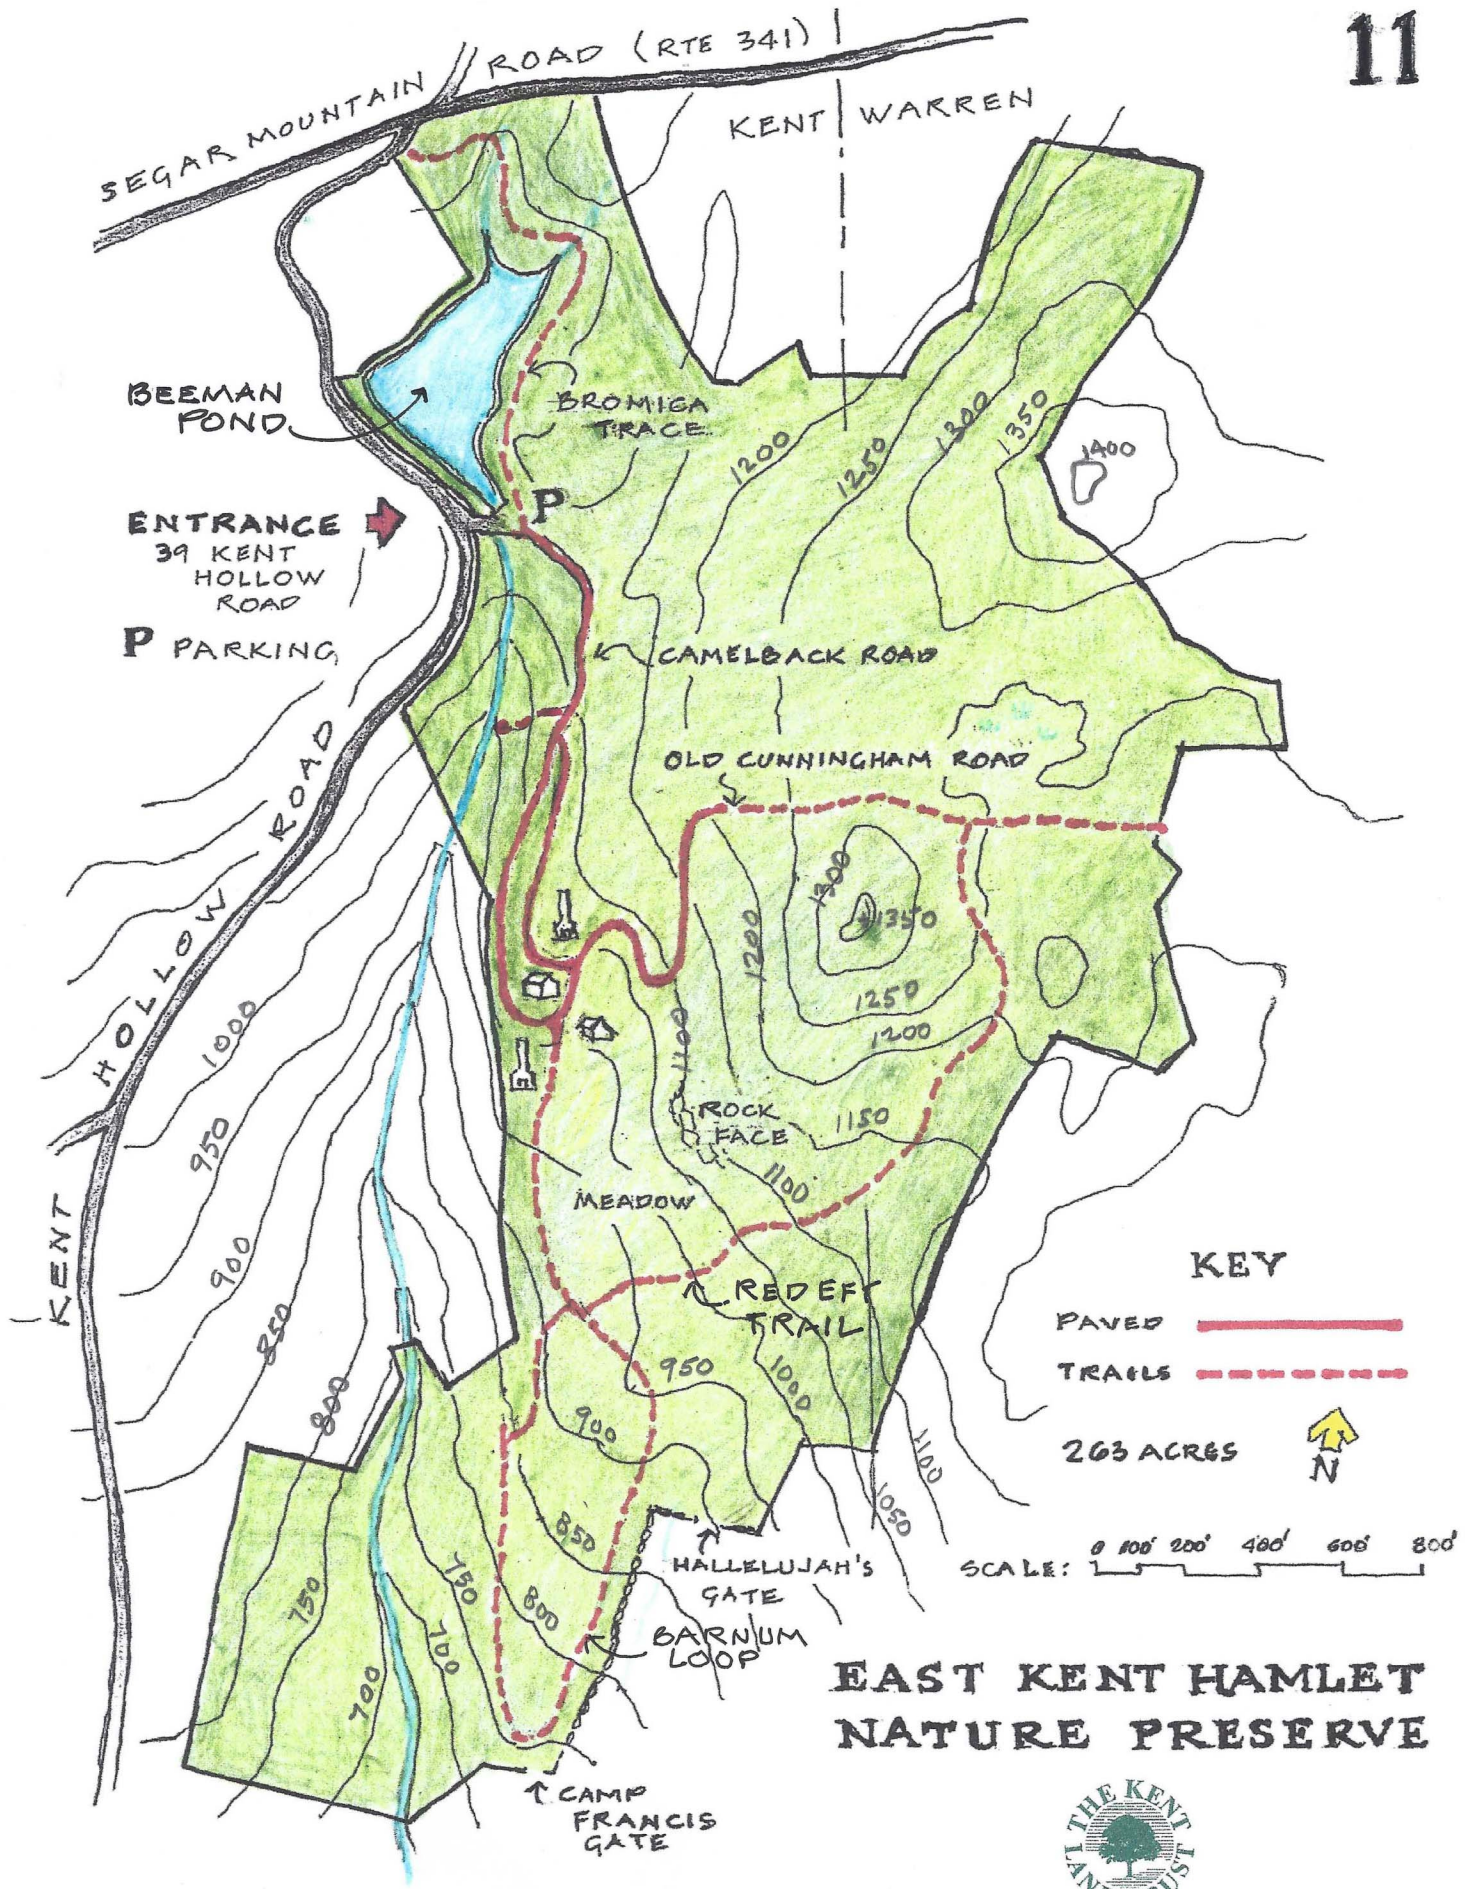 11
SEGAR MOUNTAIN ROAD (RTE 341)
KENT WARREN
BEEMAN
POND
BROMICA
TRACE
1200
1250
1300
1350
1400
P
ENTRANCE
39 KENT
HOLLOW
ROAD
P PARKING
CAMELBACK ROAD
OLD CUNNINGHAM ROAD
KENT HOLLOW ROAD
1300
1350
1200
1250
1200
1100
ROCK
FACE
1150
1100
1000
950
900
850
800
MEADOW
RED EFT
TRAIL
950
1000
900
850
1100
1050
750
700
750
700
800
HALLELUJAH'S
GATE
BARNUM
LOOP
CAMP
FRANCIS
GATE
KEY
PAVED
TRAILS
263 ACRES
N
SCALE: 0 100' 200' 400' 600' 800'
EAST KENT HAMLET
NATURE PRESERVE
THE KENT
LAND TRUST